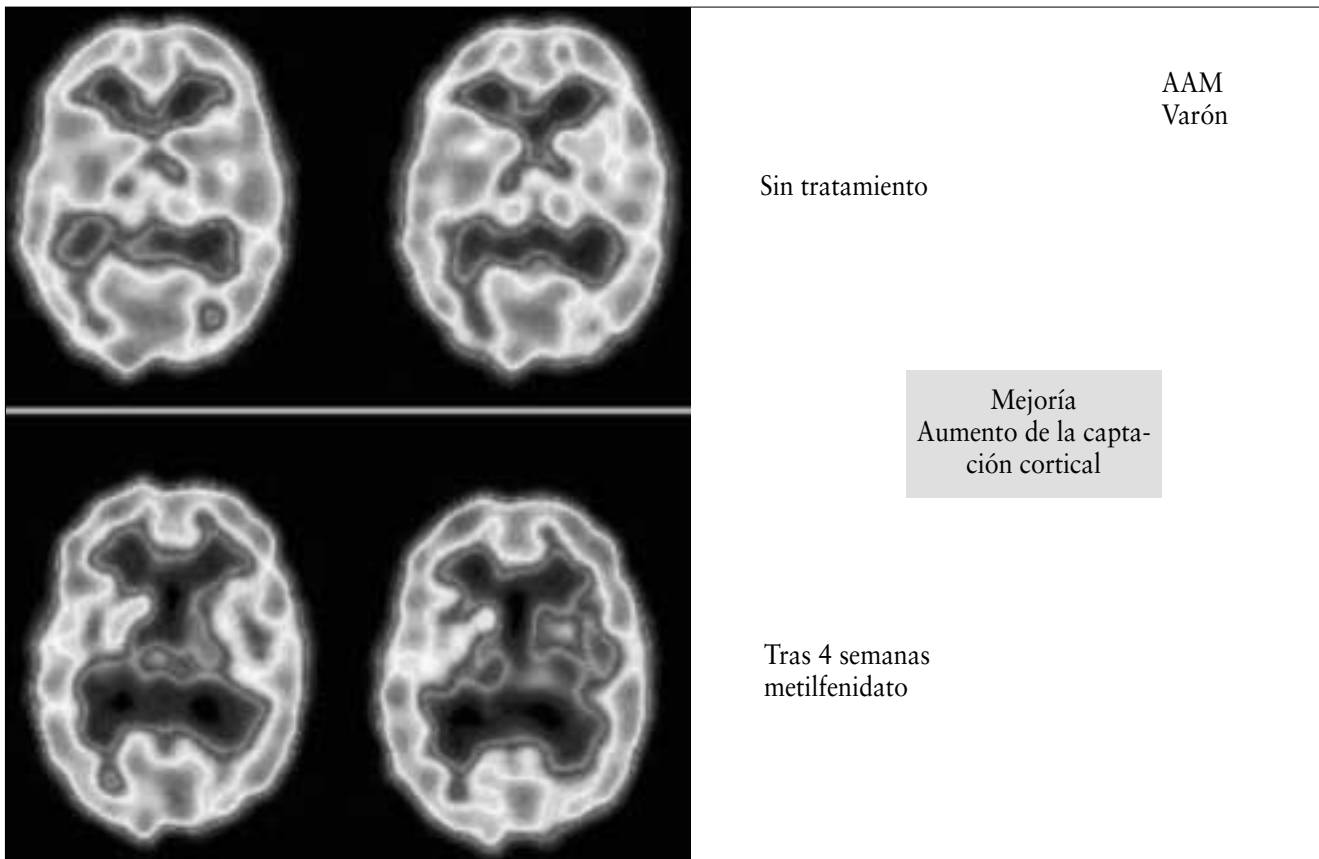 AAM
Varón
Sin tratamiento
Mejoría
Aumento de la capta-
ción cortical
Tras 4 semanas
metilfenidato